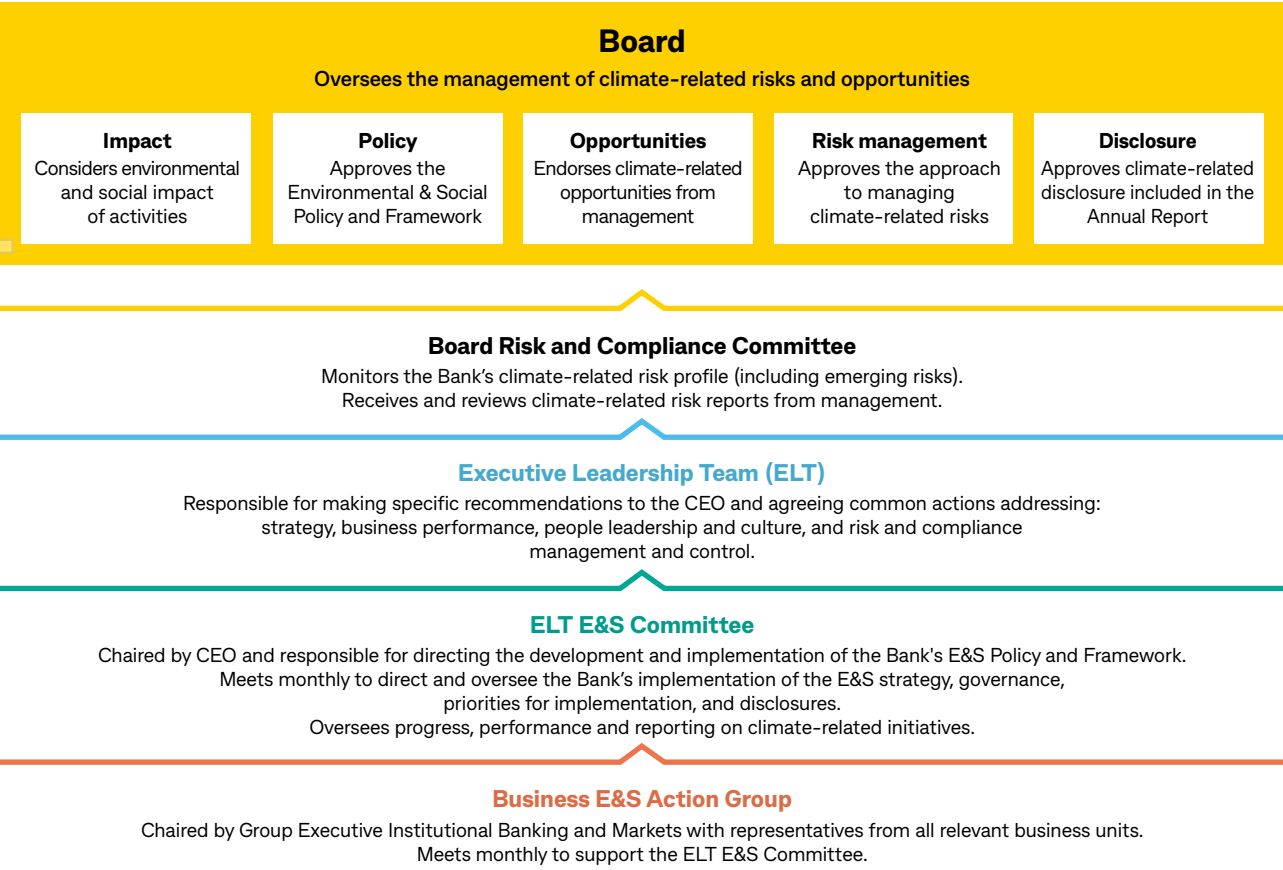 Board
Oversees the management of climate-related risks and opportunities
Impact
Considers environmental
and social impact
of activities
Policy
Approves the
Environmental & Social
Policy and Framework
Opportunities
Endorses climate-related
opportunities from
management
Risk management
Approves the approach
to managing
climate-related risks
Disclosure
Approves climate-related
disclosure included in the
Annual Report
Board Risk and Compliance Committee
Monitors the Bank’s climate-related risk profile (including emerging risks).
Receives and reviews climate-related risk reports from management.
Executive Leadership Team (ELT)
Responsible for making specific recommendations to the CEO and agreeing common actions addressing:
strategy, business performance, people leadership and culture, and risk and compliance
management and control.
ELT E&S Committee
Chaired by CEO and responsible for directing the development and implementation of the Bank's E&S Policy and Framework.
Meets monthly to direct and oversee the Bank’s implementation of the E&S strategy, governance,
priorities for implementation, and disclosures.
Oversees progress, performance and reporting on climate-related initiatives.
Business E&S Action Group
Chaired by Group Executive Institutional Banking and Markets with representatives from all relevant business units.
Meets monthly to support the ELT E&S Committee.